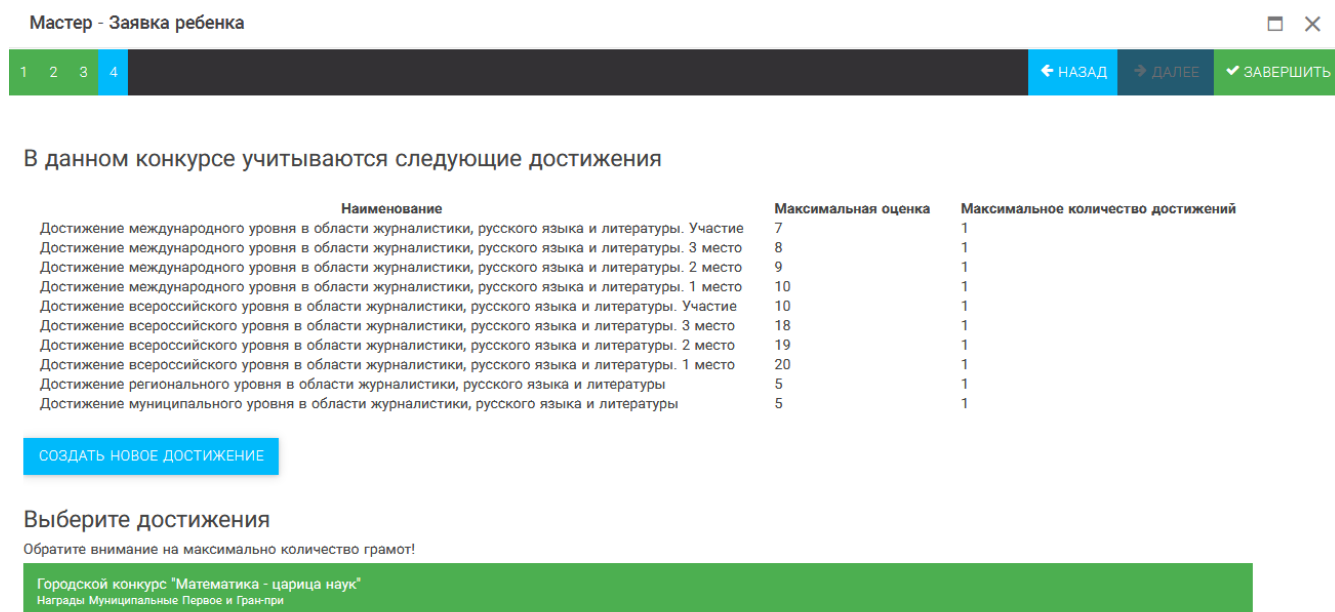 Мастер - Заявка ребенка
1 2 3 4 НАЗАД ДАЛЕЕ ЗАВЕРШИТЬ
В данном конкурсе учитываются следующие достижения
Наименование Максимальная оценка Максимальное количество достижений
Достижение международного уровня в области журналистики, русского языка и литературы. Участие 7 1
Достижение международного уровня в области журналистики, русского языка и литературы. 3 место 8 1
Достижение международного уровня в области журналистики, русского языка и литературы. 2 место 9 1
Достижение международного уровня в области журналистики, русского языка и литературы. 1 место 10 1
Достижение всероссийского уровня в области журналистики, русского языка и литературы. Участие 10 1
Достижение всероссийского уровня в области журналистики, русского языка и литературы. 3 место 18 1
Достижение всероссийского уровня в области журналистики, русского языка и литературы. 2 место 19 1
Достижение всероссийского уровня в области журналистики, русского языка и литературы. 1 место 20 1
Достижение регионального уровня в области журналистики, русского языка и литературы 5 1
Достижение муниципального уровня в области журналистики, русского языка и литературы 5 1
СОЗДАТЬ НОВОЕ ДОСТИЖЕНИЕ
Выберите достижения
Обратите внимание на максимально количество грамот!
Городской конкурс "Математика - царица наук"
Награды Муниципальные Первое и Гран-при